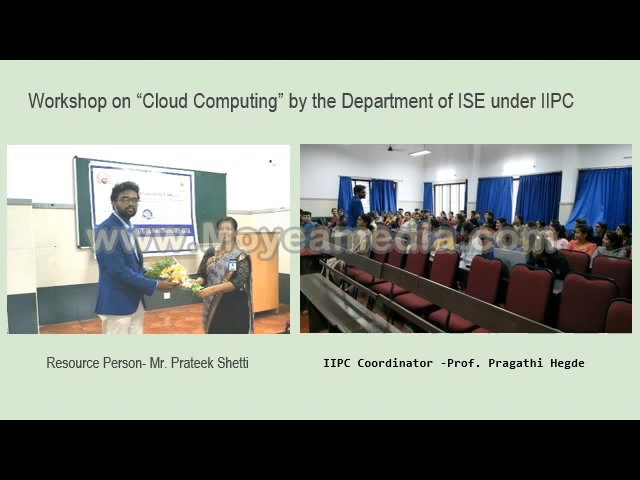 Workshop on “Cloud Computing” by the Department of ISE under IIPC
www.Moyeamedia.com
Resource Person- Mr. Prateek Shetti
IIPC Coordinator -Prof. Pragathi Hegde